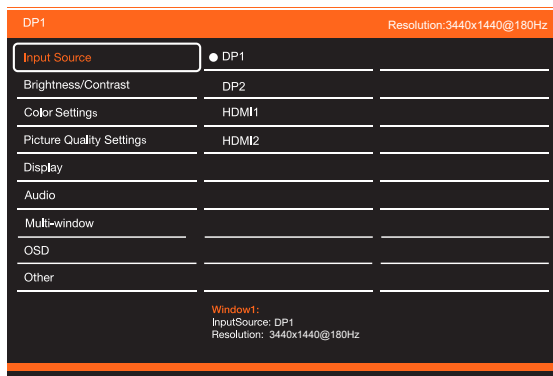 DP1
Resolution:3440x1440@180Hz
Input Source
DP1
Brightness/Contrast
DP2
Color Settings
HDMI1
Picture Quality Settings
HDMI2
Display
Audio
Multi-window
OSD
Other
Window1:
InputSource: DP1
Resolution: 3440x1440@180Hz